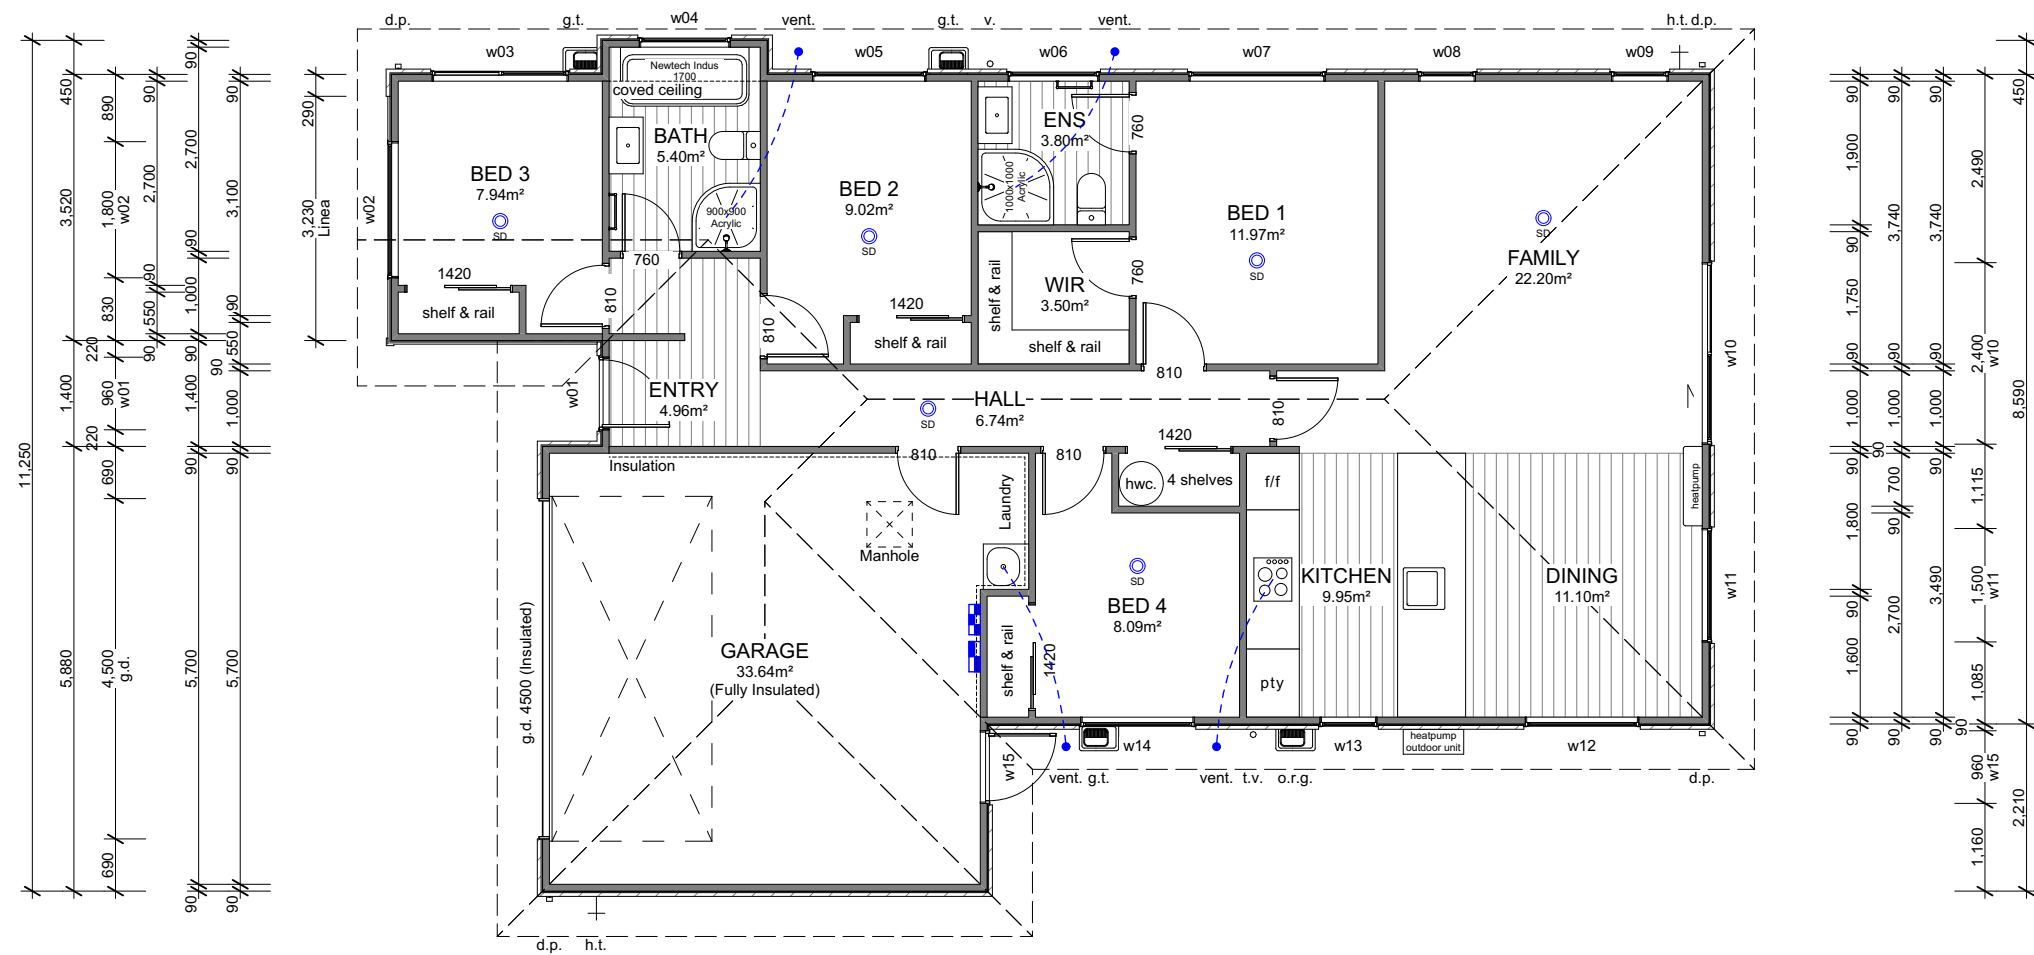 d.p.
g.t.
w04
vent.
g.t.
v.
vent.
h.t. d.p.
w03
w05
w06
w07
w08
w09
Newtech Indus
1700
coved ceiling
BATH
5.40m²
ENS
3.80m²
760
BED 3
7.94m²
SD
BED 2
9.02m²
SD
900x900
Acrylic
1000x1000
Acrylic
BED 1
11.97m²
SD
SD
FAMILY
22.20m²
w02
760
1420
shelf & rail
810
810
1420
shelf & rail
shelf & rail
WIR
3.50m²
760
shelf & rail
w10
w01
ENTRY
4.96m²
HALL
6.74m²
SD
810
810
1420
Insulation
810
810
hwc.
4 shelves
f/f
heatpump
Laundry
Manhole
SD
BED 4
8.09m²
KITCHEN
9.95m²
DINING
11.10m²
w11
g.d. 4500 (Insulated)
GARAGE
33.64m²
(Fully Insulated)
shelf & rail
1420
pty
w15
w14
w13
heatpump
outdoor unit
w12
vent. g.t.
vent.
t.v.
o.r.g.
d.p.
d.p.
h.t.
11,250
450
3,520
1,400
5,880
890
1,800
w02
830
220
960
w01
220
690
4,500
g.d.
690
90
2,700
90
550
90
90
2,700
90
1,000
90
1,400
90
5,700
90
90
3,100
90
550
90
1,000
90
5,700
90
290
3,230
Linea
90
1,900
90
1,750
90
1,000
90
1,800
90
1,600
90
90
3,740
90
1,000
90
700
90
2,700
90
90
3,740
90
1,000
90
3,490
90
2,490
2,400
w10
1,115
1,500
w11
1,085
90
960
w15
1,160
450
8,590
2,210